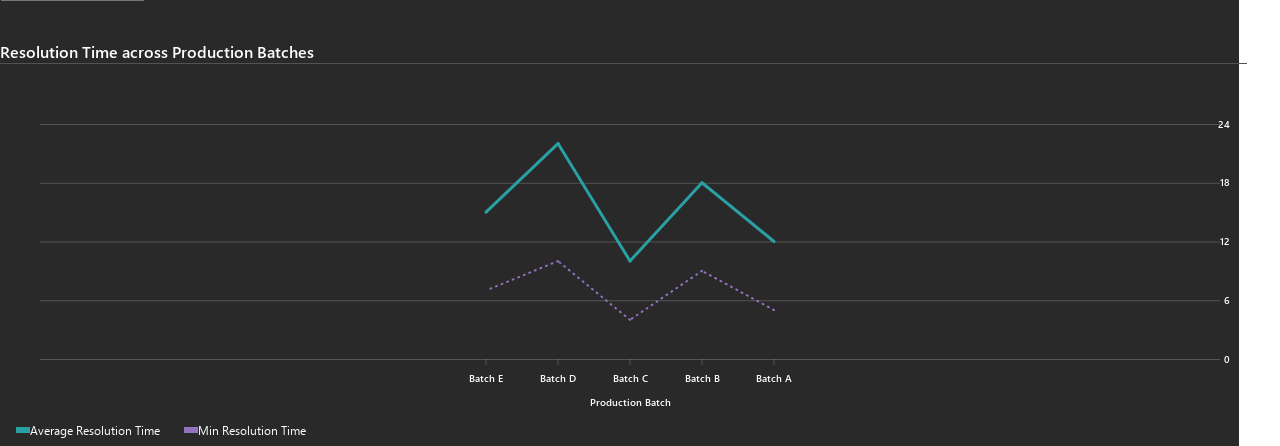 Resolution Time across Production Batches
24
18
12
6
0
Batch E Batch D Batch C Batch B Batch A
Production Batch
Average Resolution Time Min Resolution Time